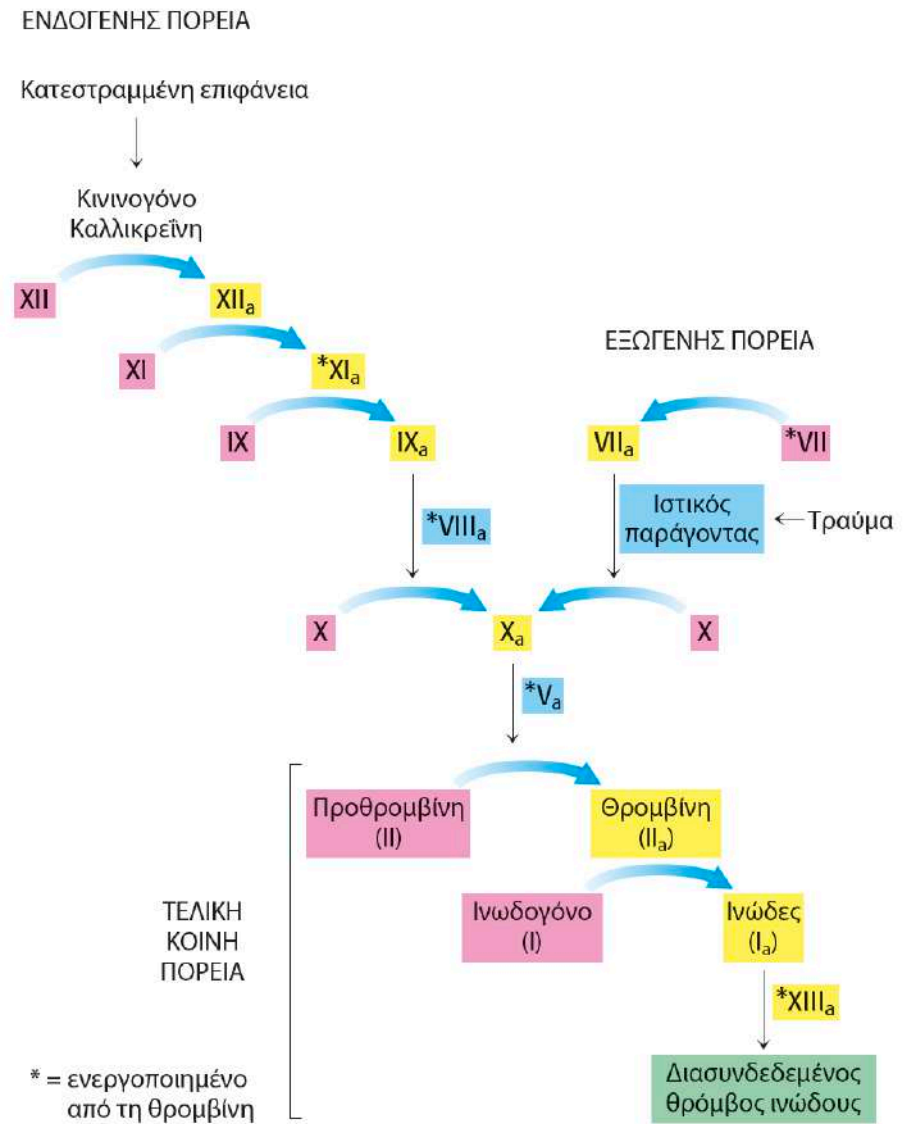 ΕΝΔΟΓΕΝΗΣ ΠΟΡΕΙΑ
Κατεστραμμένη επιφάνεια
Κινινογόνο
Καλλικρεΐνη
XII
XIIa
XI
*XIa
ΕΞΩΓΕΝΗΣ ΠΟΡΕΙΑ
IX
IXa
VIIa
*VII
*VIIIa
Ιστικός
παράγοντας
Τραύμα
X
Xa
X
*Va
Προθρομβίνη
(II)
Θρομβίνη
(IIa)
Ινωδογόνο
(I)
Ινώδες
(Ia)
ΤΕΛΙΚΗ
ΚΟΙΝΗ
ΠΟΡΕΙΑ
*XIIIa
Διασυνδεδεμένος
θρόμβος ινώδους
* = ενεργοποιημένο
από τη θρομβίνη